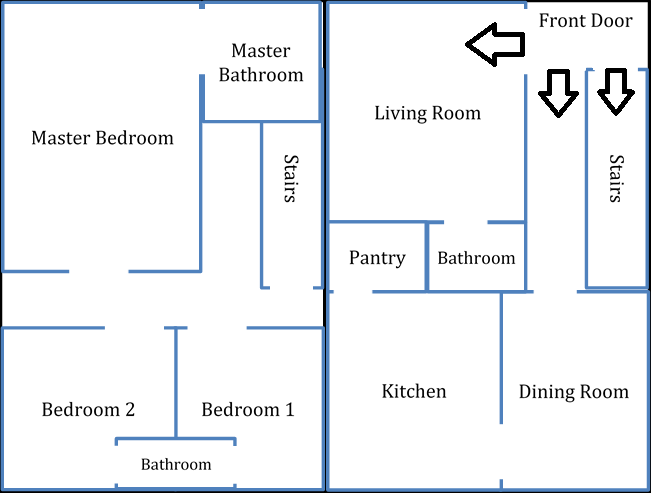 Master
Bathroom
Master Bedroom
Stairs
Bedroom 2
Bedroom 1
Bathroom
Front Door
Living Room
Stairs
Pantry
Bathroom
Kitchen
Dining Room